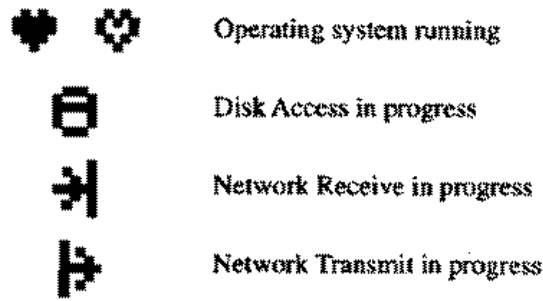 Operating system running
Disk Access in progress
Network Receive in progress
Network Transmit in progress